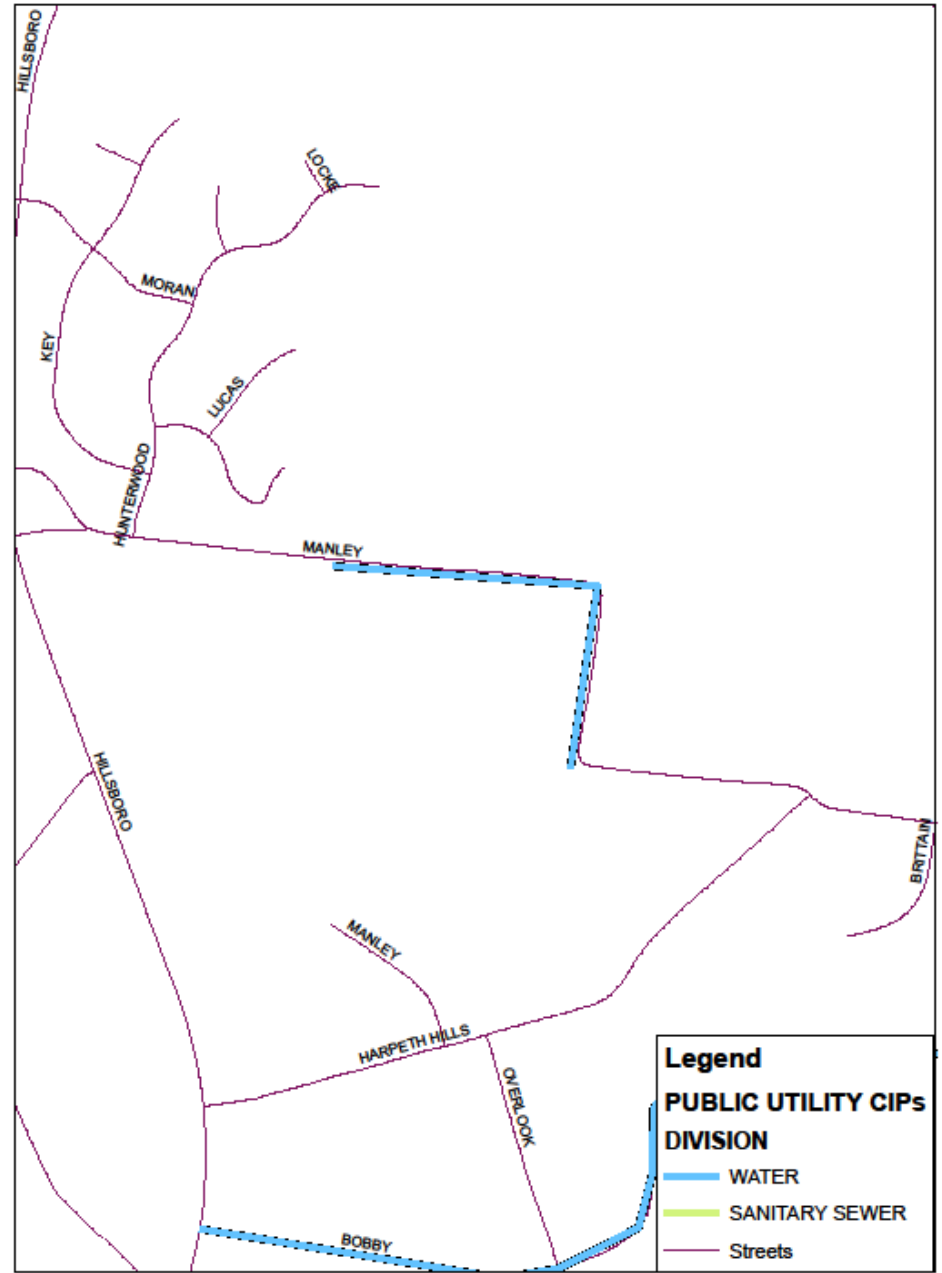 HILLSBORO
LOCKE
MORAN
KEY
LUCAS
HUNTERWOOD
MANLEY
HILLSBORO
BRITTAIN
MANLEY
HARPETH HILLS
OVERLOOK
BOBBY
Legend
PUBLIC UTILITY CIPs
DIVISION
WATER
SANITARY SEWER
Streets